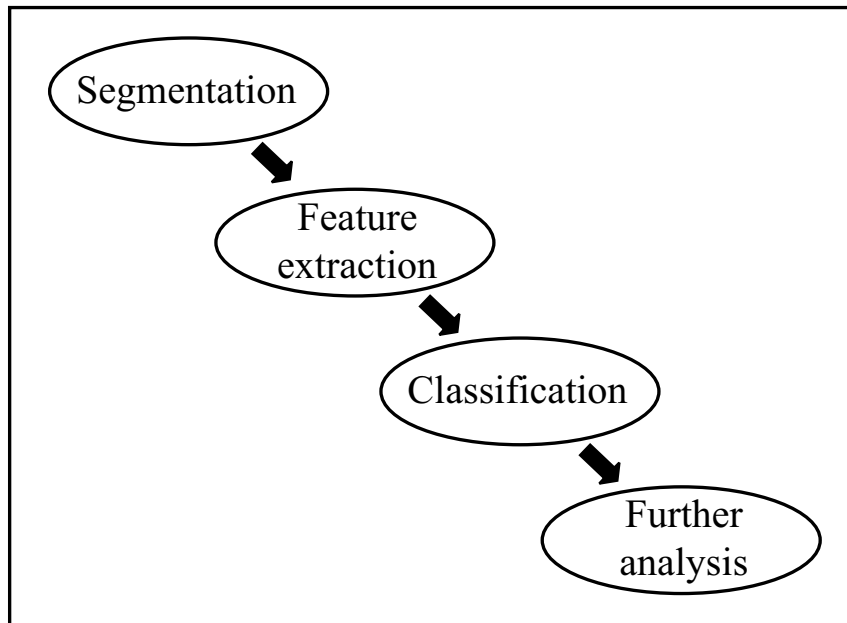 Segmentation
Feature
extraction
Classification
Further
analysis